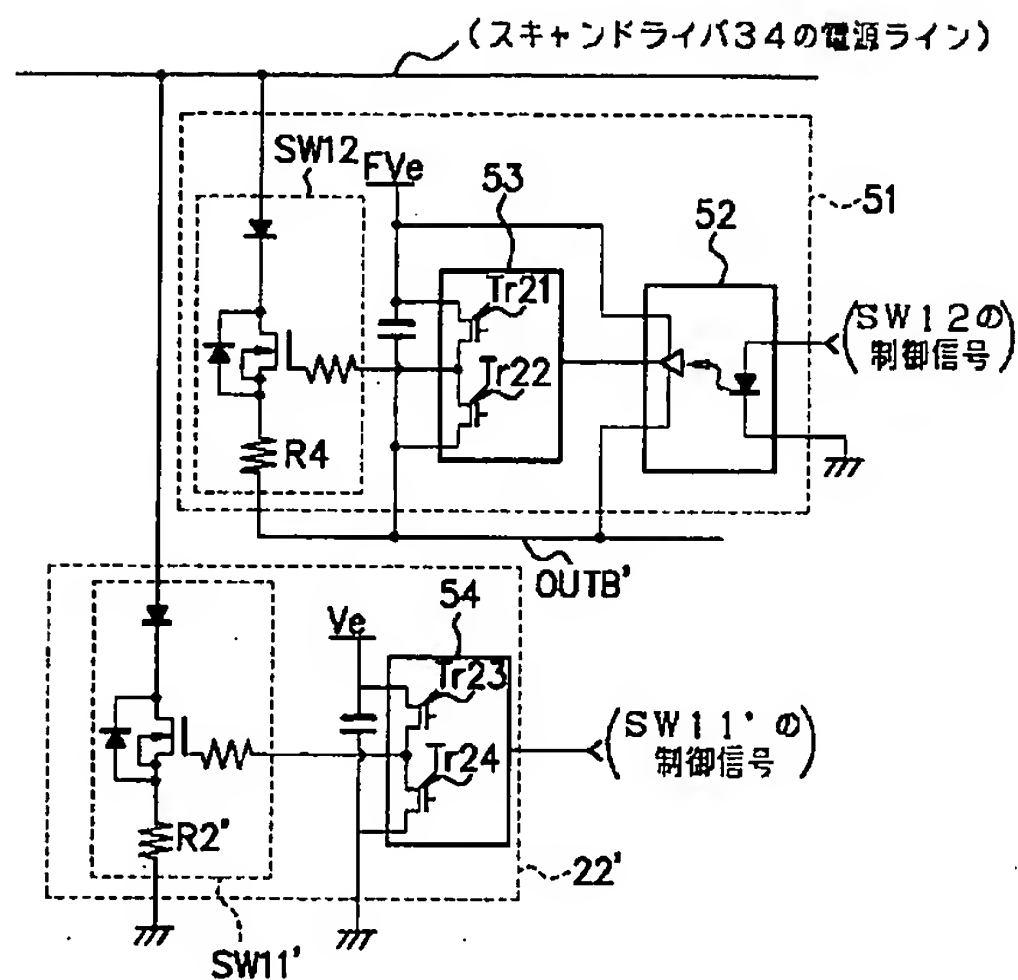 (スキャンドライバ34の電源ライン)
SW12
FVe
53
52
51
Tr21
Tr22
(SW12の
制御信号)
R4
OUTB'
54
Ve
Tr23
Tr24
(SW11'の
制御信号)
R2'
22'
SW11'